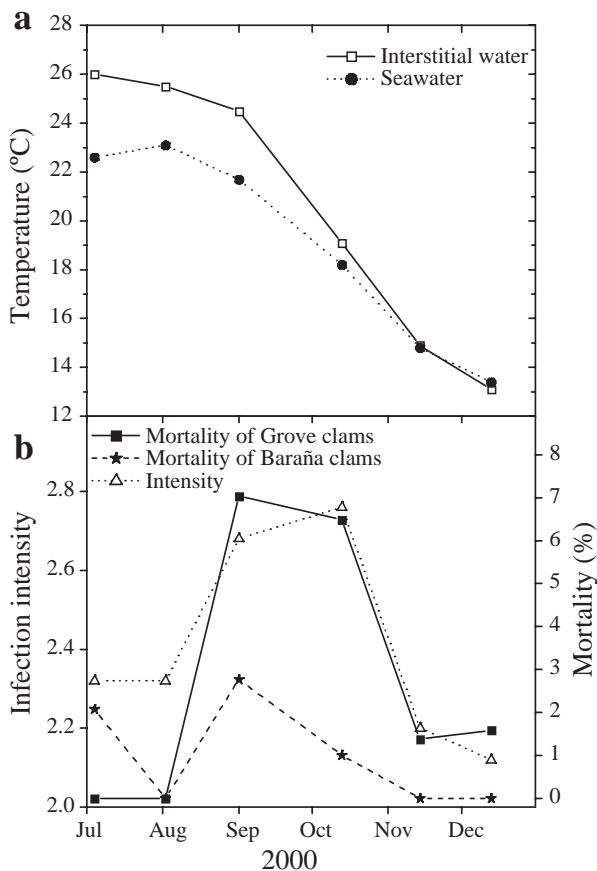 a
28
26
24
22
20
18
16
14
12
Temperature (ºC)
Interstitial water
Seawater
b
Mortality of Grove clams
Mortality of Baraña clams
Intensity
2.8
2.6
2.4
2.2
2.0
Infection intensity
8
7
6
5
4
3
2
1
0
Mortality (%)
Jul Aug Sep Oct Nov Dec
2000